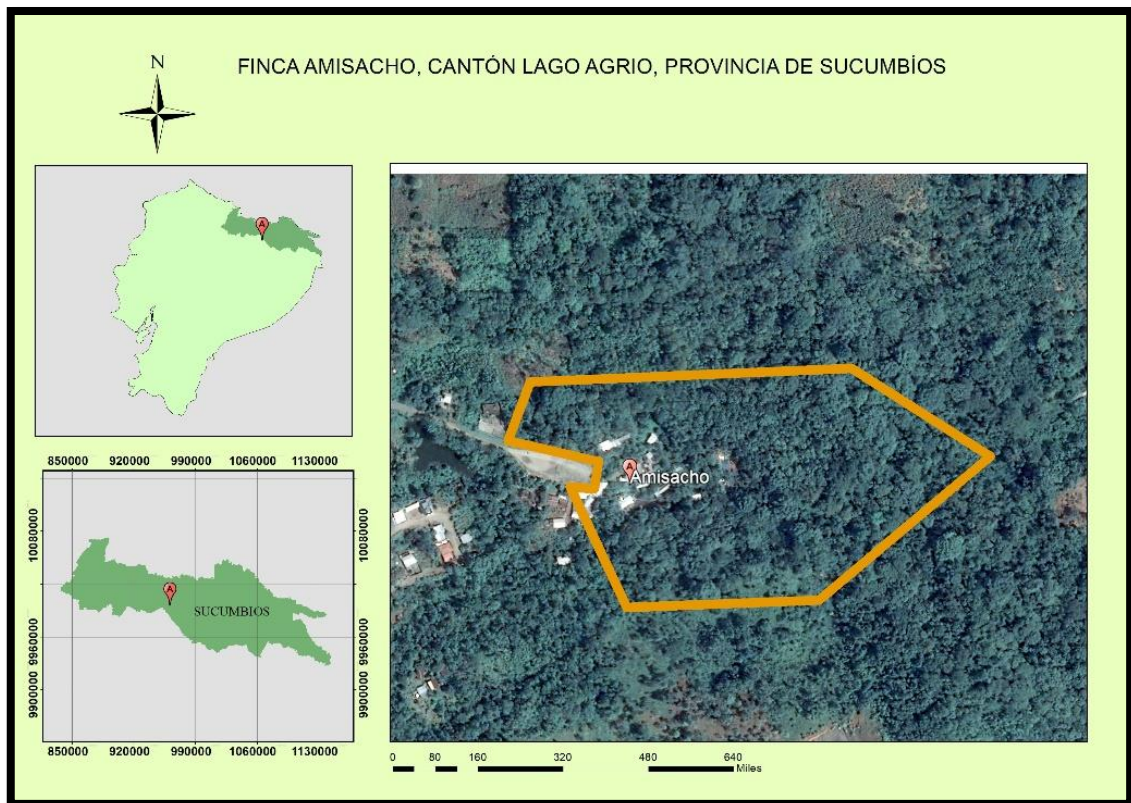 FINCA AMISACHO, CANTÓN LAGO AGRIO, PROVINCIA DE SUCUMBÍOS
N
A
850000 920000 990000 1060000 1130000
10080000
9960000
9900000
A
SUCUMBIOS
10080000
9960000
9900000
850000 920000 990000 1060000 1130000
A
Amisacho
0 80 160 320 480 640
Miles